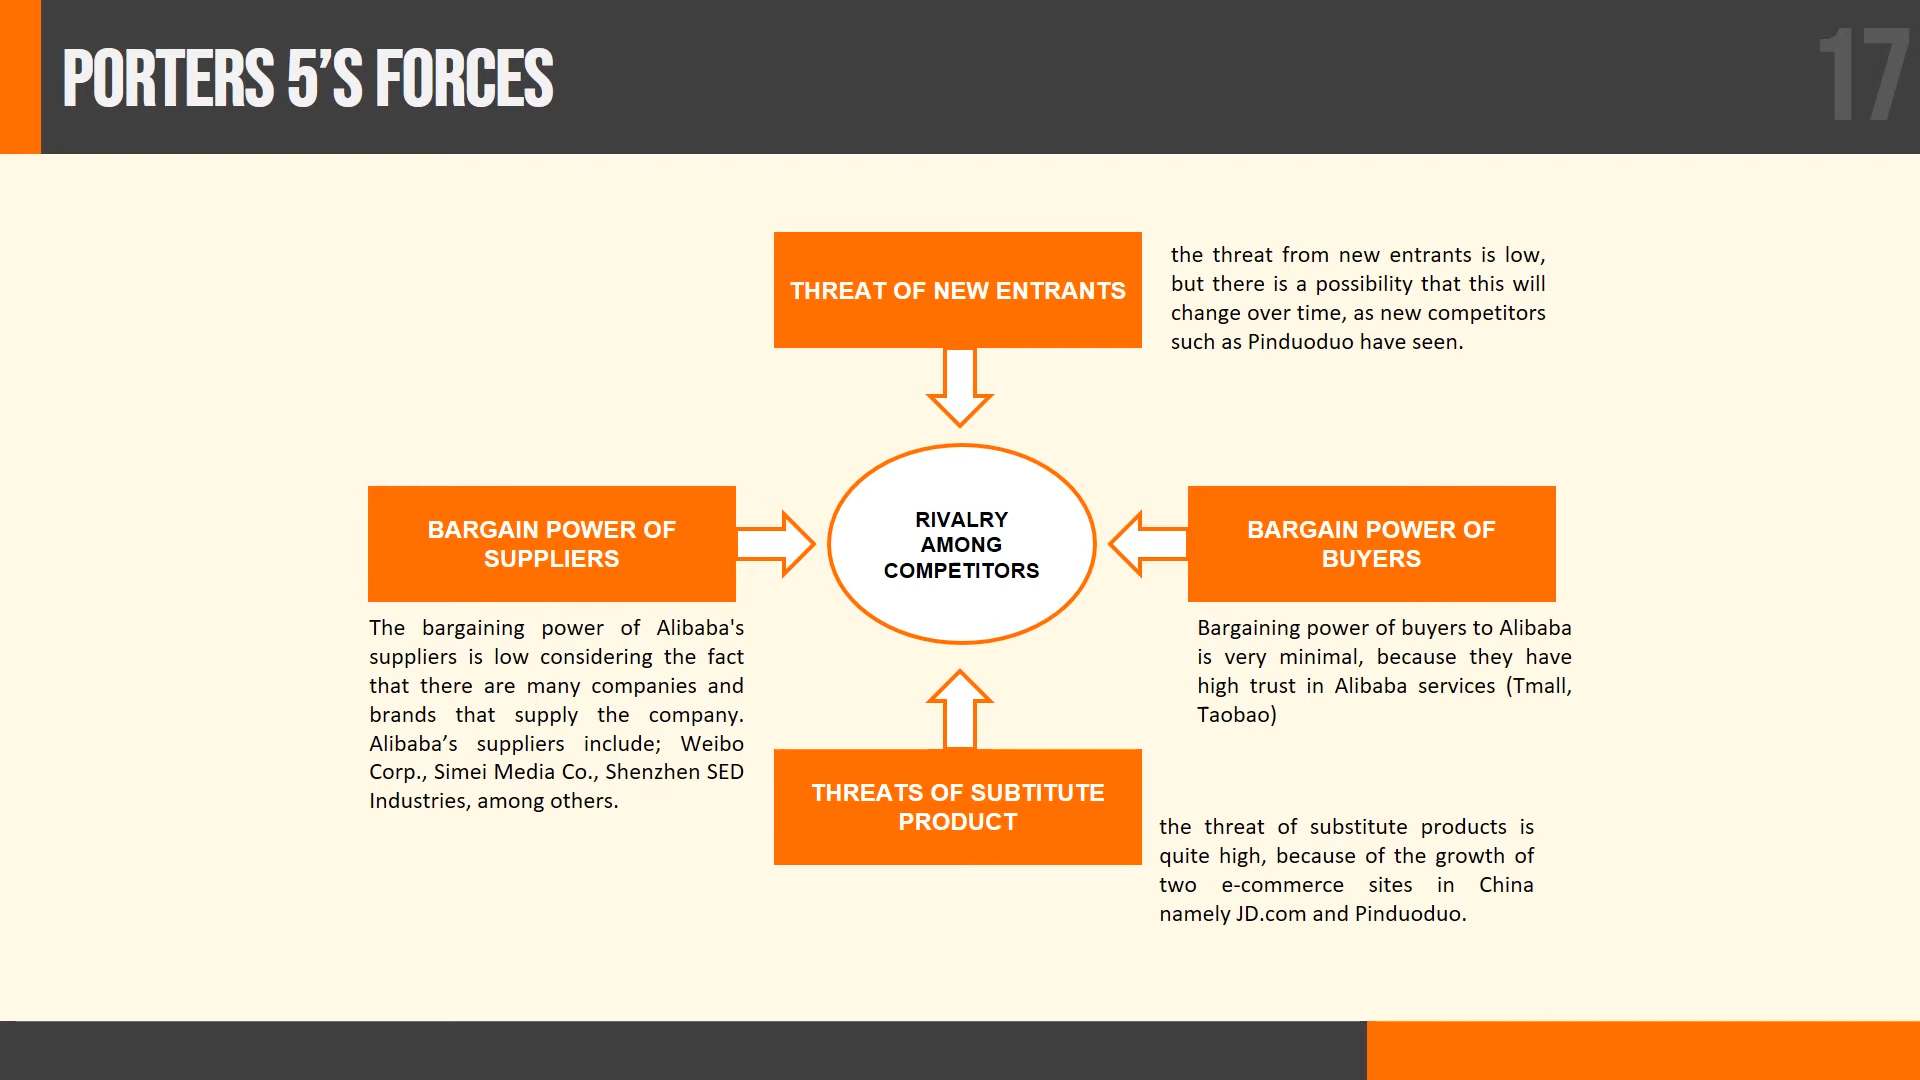 PORTERS 5’S FORCES
17
THREAT OF NEW ENTRANTS
the threat from new entrants is low,
but there is a possibility that this will
change over time, as new competitors
such as Pinduoduo have seen.
BARGAIN POWER OF
SUPPLIERS
The bargaining power of Alibaba's
suppliers is low considering the fact
that there are many companies and
brands that supply the company.
Alibaba’s suppliers include; Weibo
Corp., Simei Media Co., Shenzhen SED
Industries, among others.
RIVALRY
AMONG
COMPETITORS
BARGAIN POWER OF
BUYERS
Bargaining power of buyers to Alibaba
is very minimal, because they have
high trust in Alibaba services (Tmall,
Taobao)
THREATS OF SUBTITUTE
PRODUCT
the threat of substitute products is
quite high, because of the growth of
two e-commerce sites in China
namely JD.com and Pinduoduo.